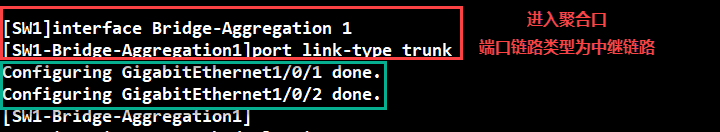 [SW1]interface Bridge-Aggregation 1
进入聚合口
[SW1-Bridge-Aggregation1]port link-type trunk
端口链路类型为中继链路
Configuring GigabitEthernet1/0/1 done.
Configuring GigabitEthernet1/0/2 done.
[SW1-Bridge-Aggregation1]